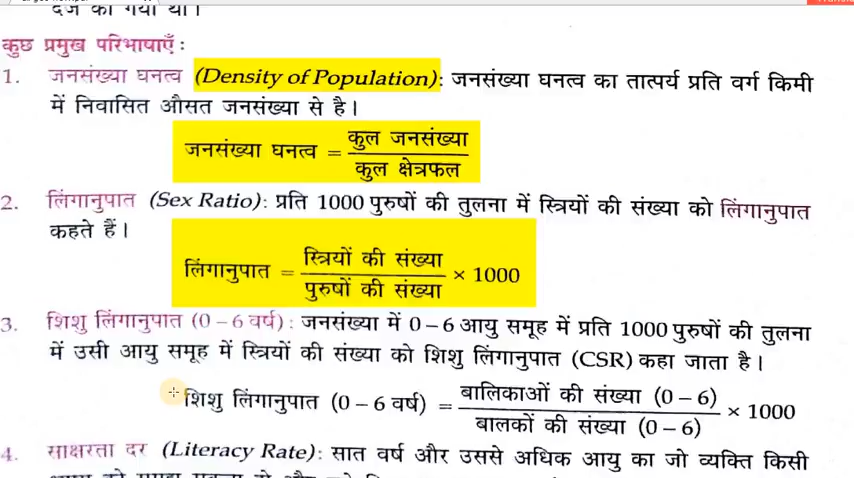 दर्ज की गयी थी।
कुछ प्रमुख परिभाषाएँ :
1. जनसंख्या घनत्व (Density of Population): जनसंख्या घनत्व का तात्पर्य प्रति वर्ग किमी
में निवासित औसत जनसंख्या से है।
जनसंख्या घनत्व = कुल जनसंख्या / कुल क्षेत्रफल
2. लिंगानुपात (Sex Ratio): प्रति 1000 पुरुषों की तुलना में स्त्रियों की संख्या को लिंगानुपात
कहते हैं।
लिंगानुपात = स्त्रियों की संख्या / पुरुषों की संख्या × 1000
3. शिशु लिंगानुपात (0 – 6 वर्ष) : जनसंख्या में 0 – 6 आयु समूह में प्रति 1000 पुरुषों की तुलना
में उसी आयु समूह में स्त्रियों की संख्या को शिशु लिंगानुपात (CSR) कहा जाता है।
शिशु लिंगानुपात (0 – 6 वर्ष) = बालिकाओं की संख्या (0 – 6) / बालकों की संख्या (0 – 6) × 1000
4. साक्षरता दर (Literacy Rate): सात वर्ष और उससे अधिक आयु का जो व्यक्ति किसी